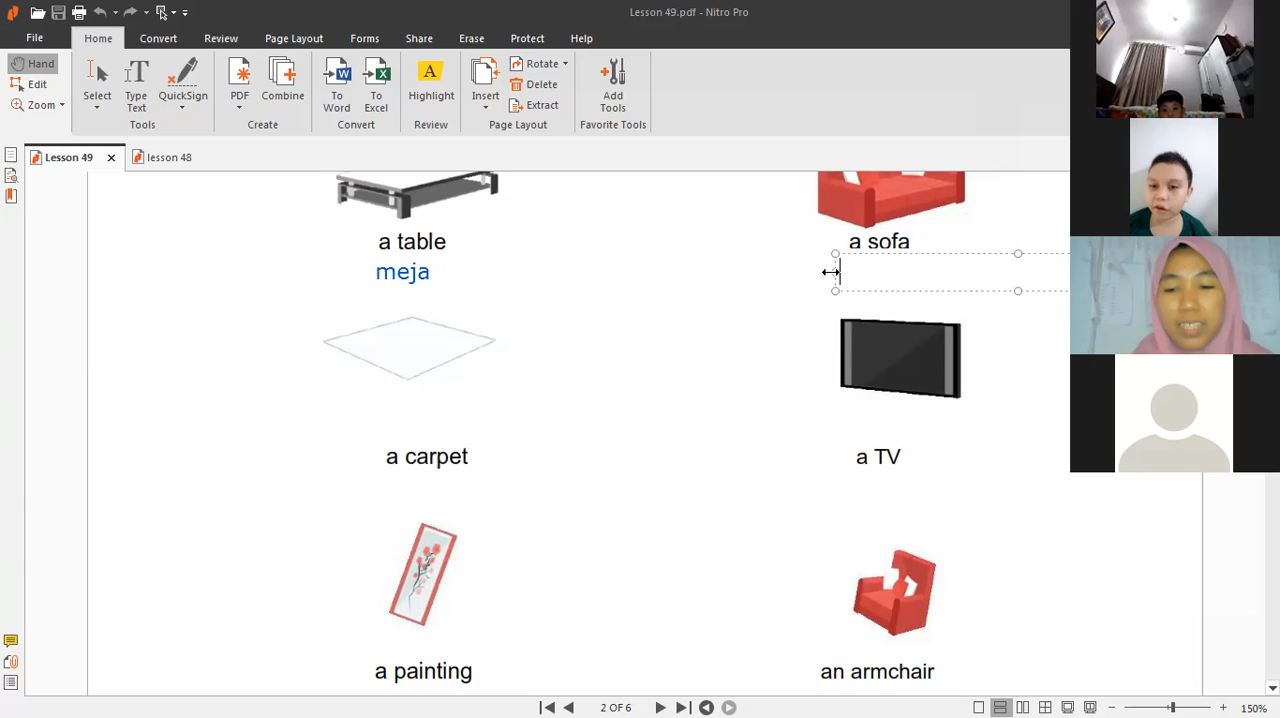 Lesson 49.pdf - Nitro Pro
File Home Convert Review Page Layout Forms Share Erase Protect Help
Hand
Edit
Zoom
Select
Type Text
QuickSign
Tools
PDF
Combine
Create
To Word
To Excel
Convert
Highlight
Review
Insert
Rotate
Delete
Extract
Page Layout
Add Tools
Favorite Tools
Lesson 49
lesson 48
a table
a sofa
meja
a carpet
a TV
a painting
an armchair
2 OF 6
150%